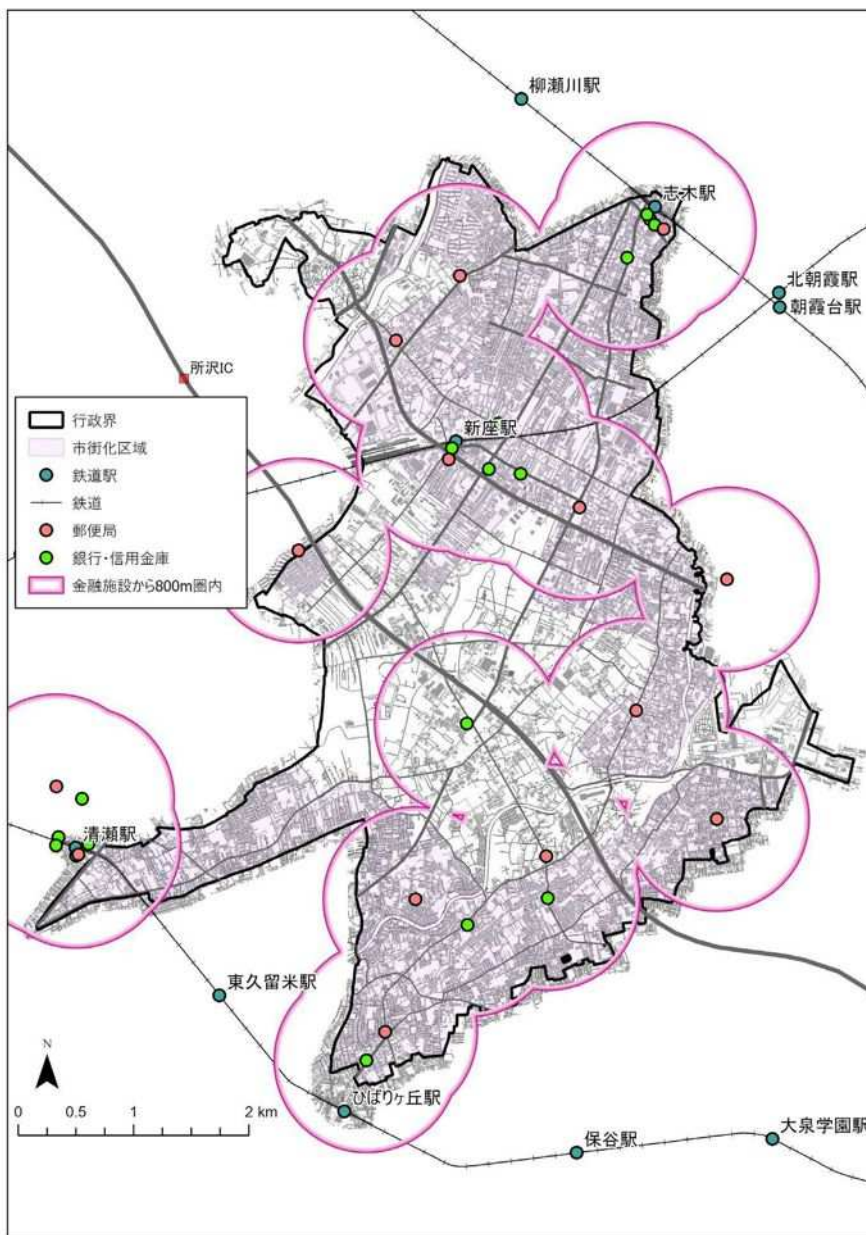 柳瀬川駅
志木駅
北朝霞駅
朝霞台駅
所沢IC
行政界
市街化区域
鉄道駅
鉄道
郵便局
銀行・信用金庫
金融施設から800m圏内
新座駅
清瀬駅
東久留米駅
N
0 0.5 1 2 km
ひばりヶ丘駅
保谷駅
大泉学園駅